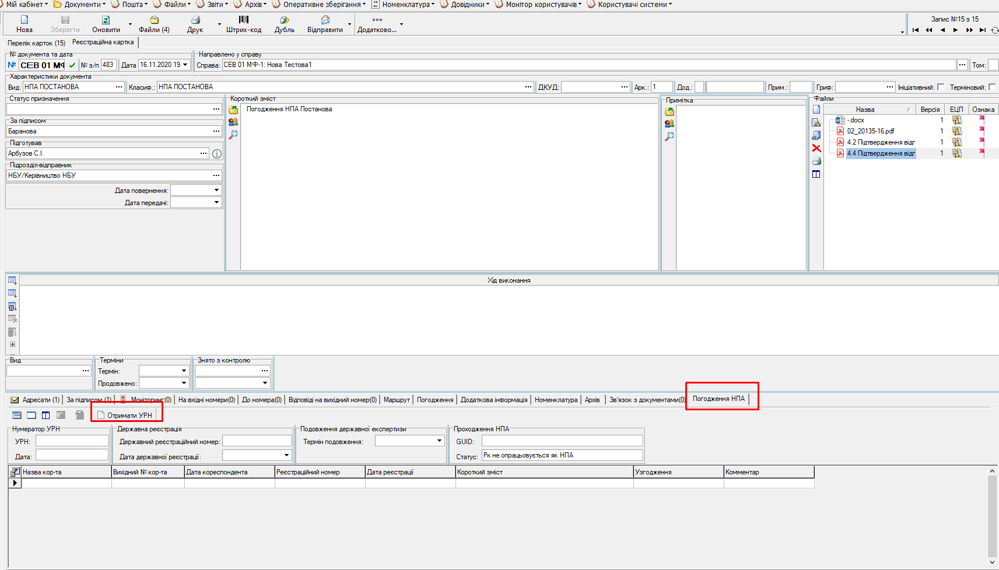 Мій кабінет Документи Пошта Файли Звіти Архів Оперативне зберігання Номенклатура Довідники Монітор користувачів Користувачі системи
Нова Зберегти Оновити Файли (4) Друк Штрих-код Дубль Відправити Додатково...
Запис №15 з 15
Перелік карток (15) Реєстраційна картка
№ документа та дата Направлено у справу
№ СЕВ 01 МФ № з/п 483 Дата 16.11.2020 19 Справа: СЕВ 01 МФ-1: Нова Тестова1 Том:
Характеристики документа
Вид: НПА ПОСТАНОВА Класиф.: НПА ПОСТАНОВА ДКУД: Арк.: 1 Дод.: Прим.: Гриф: Ініціативний: Терміновий:
Статус призначення Короткий зміст Примітка Файли
Погодження НПА Постанова
Назва Версія ЕЦП Ознака
-.docx 1
02_20135-16.pdf 1
4.2 Підтвердження відп 1
4.4 Підтвердження відп 1
За підписом
Баранова
Підготував
Арбузов С.І.
Підрозділ-відправник
НБУ/Керівництво НБУ
Дата повернення:
Дата передачі:
Хід виконання
Вид Терміни Знято з контролю
Термін:
Продовжено:
Адресати (1) За підписом (1) Моніторинг(0) На вхідні номери(0) До номера(0) Відповіді на вихідний номер(0) Маршрут Погодження Додаткова інформація Номенклатура Архів Зв'язок з документами(0) Погодження НПА
Отримати УРН
Нумератор УРН Державна реєстрація Подовження державної експертизи Проходження НПА
УРН: Державний реєстраційний номер: Термін подовження: GUID:
Дата: Дата державної реєстрації: Статус: Рк не опрацьовується як НПА
Назва кор-та Вихідний № кор-та Дата кореспондента Реєстраційний номер Дата реєстрації Короткий зміст Узгодження Комментар